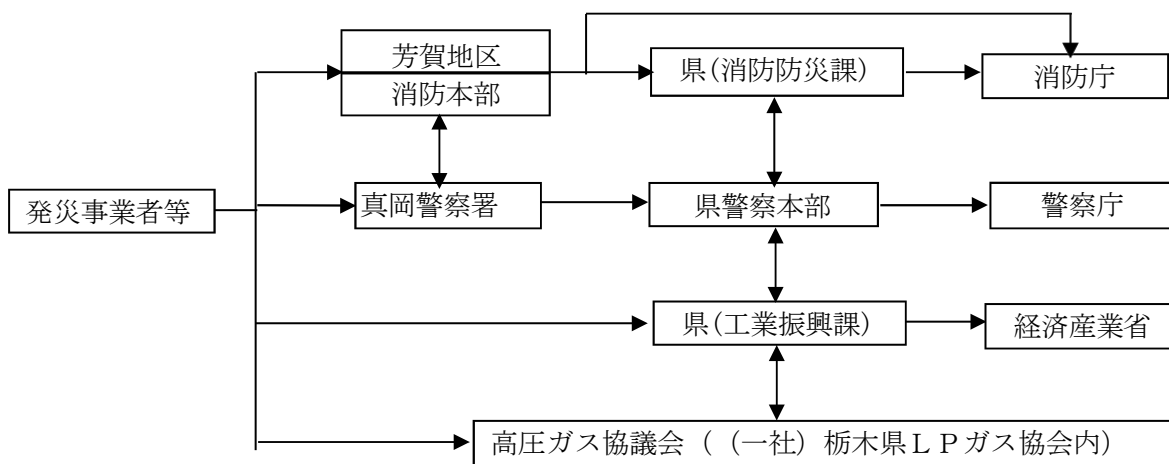 芳賀地区
消防本部
県(消防防災課)
消防庁
発災事業者等
真岡警察署
県警察本部
警察庁
県(工業振興課)
経済産業省
高圧ガス協議会（（一社）栃木県ＬＰガス協会内）